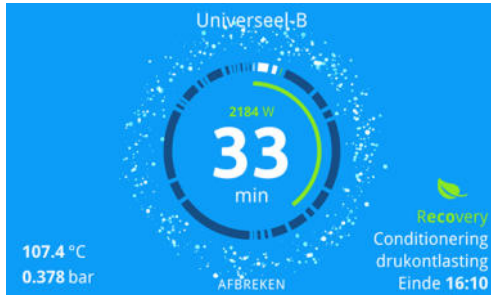 Universeel-B
2184 W
33
min
Recovery
Conditionering
drukontlasting
Einde 16:10
107.4 °C
0.378 bar
AFBREKEN